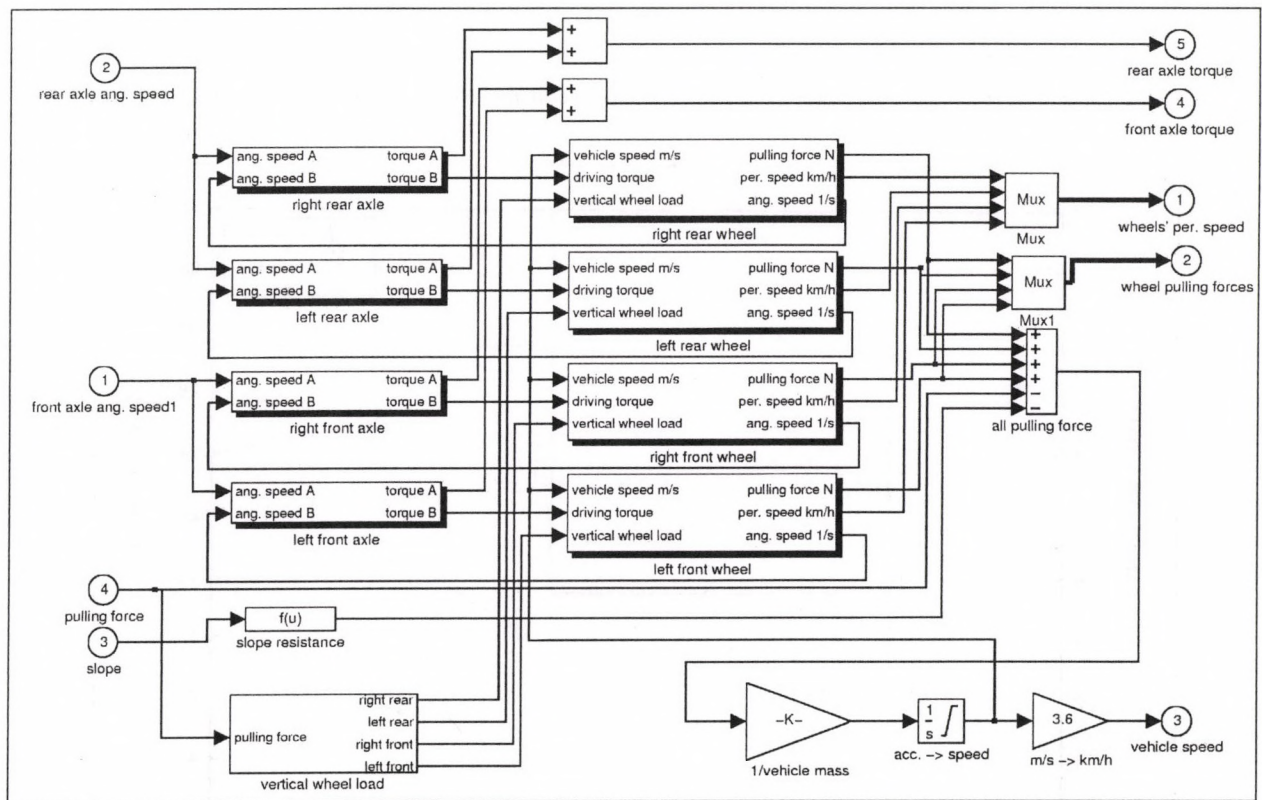 +
+
5
rear axle torque
2
rear axle ang. speed
+
+
4
front axle torque
ang. speed A torque A
ang. speed B torque B
right rear axle
vehicle speed m/s pulling force N
driving torque per. speed km/h
vertical wheel load ang. speed 1/s
right rear wheel
Mux
Mux
1
wheels' per. speed
ang. speed A torque A
ang. speed B torque B
left rear axle
vehicle speed m/s pulling force N
driving torque per. speed km/h
vertical wheel load ang. speed 1/s
left rear wheel
Mux
Mux1
2
wheel pulling forces
1
front axle ang. speed1
ang. speed A torque A
ang. speed B torque B
right front axle
vehicle speed m/s pulling force N
driving torque per. speed km/h
vertical wheel load ang. speed 1/s
right front wheel
+
+
+
+
−
−
all pulling force
ang. speed A torque A
ang. speed B torque B
left front axle
vehicle speed m/s pulling force N
driving torque per. speed km/h
vertical wheel load ang. speed 1/s
left front wheel
4
pulling force
3
slope
f(u)
slope resistance
pulling force
right rear
left rear
right front
left front
vertical wheel load
−K−
1/vehicle mass
1
s
acc. −> speed
3.6
m/s −> km/h
3
vehicle speed